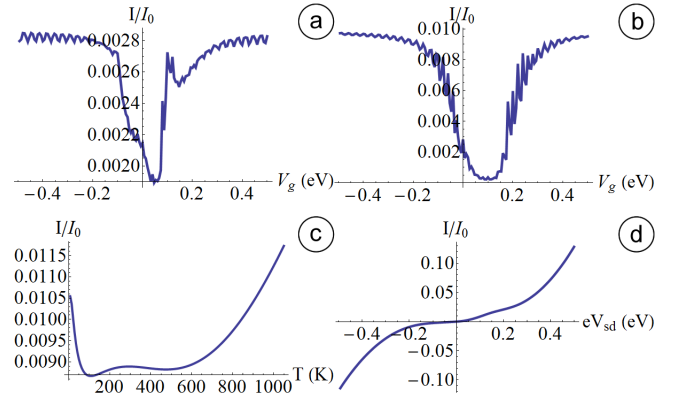 I/I0
a
0.0028
0.0026
0.0024
0.0022
0.0020
−0.4 −0.2 0.2 0.4
Vg (eV)
I/I0
b
0.010
0.008
0.006
0.004
0.002
−0.4 −0.2 0.2 0.4
Vg (eV)
I/I0
c
0.0115
0.0110
0.0105
0.0100
0.0095
0.0090
200 400 600 800 1000
T (K)
I/I0
d
0.10
0.05
−0.05
−0.10
−0.4 −0.2 0.2 0.4
eVsd (eV)